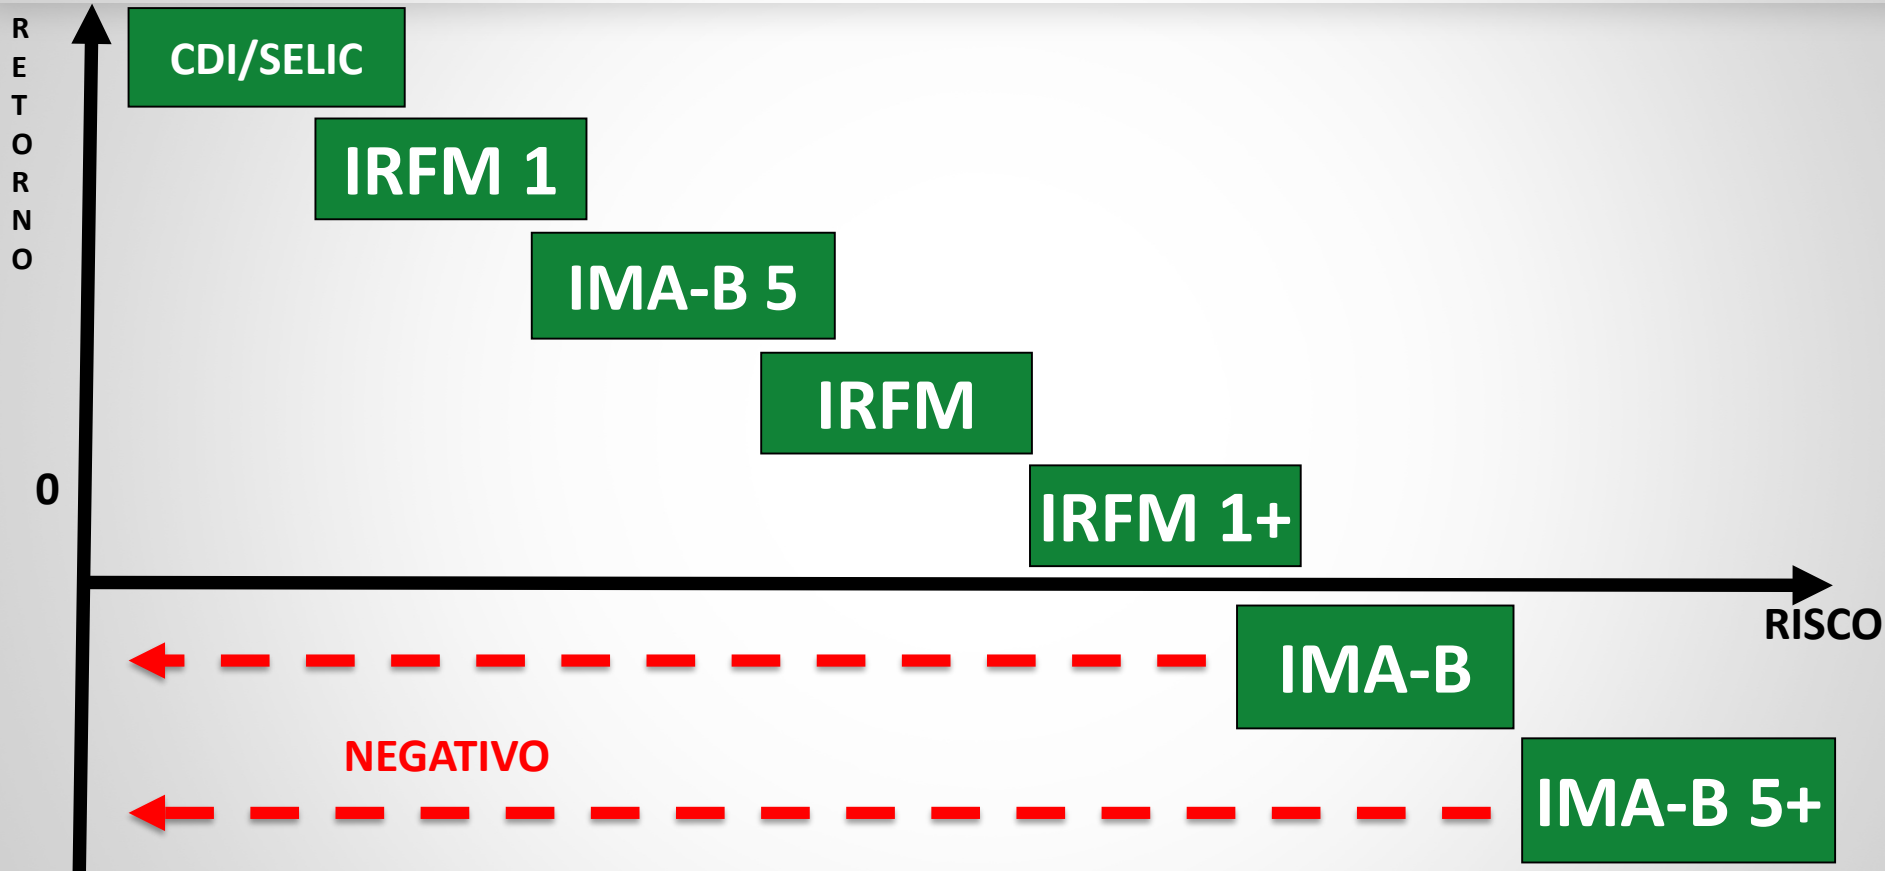 RETORNO
CDI/SELIC
IRFM 1
IMA-B 5
IRFM
0
IRFM 1+
RISCO
IMA-B
NEGATIVO
IMA-B 5+